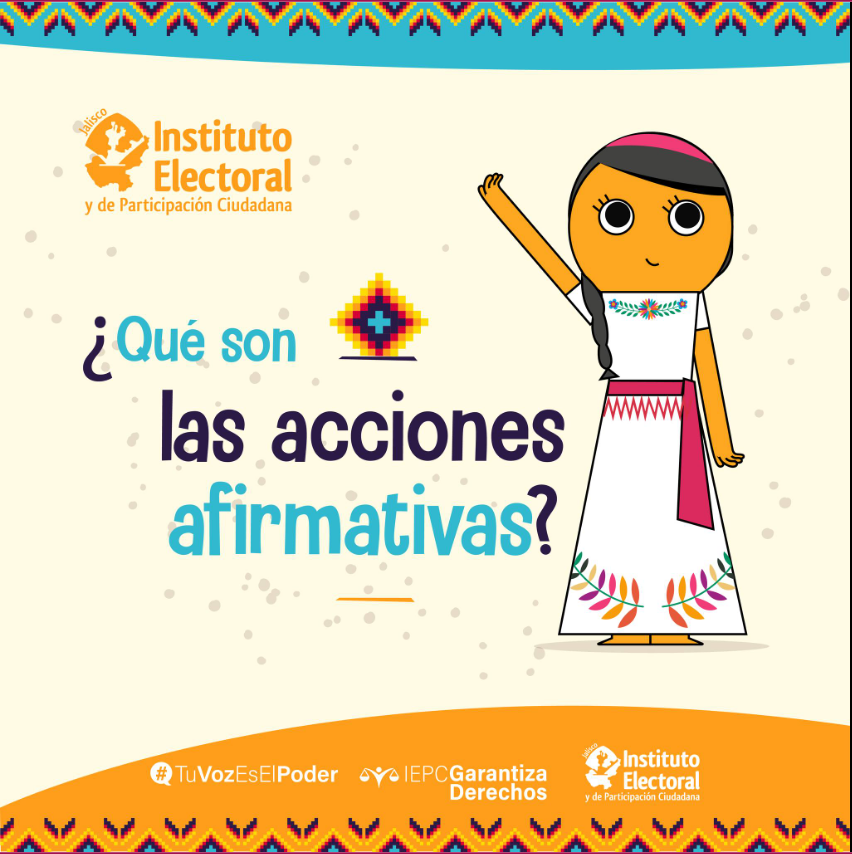 Jalisco
Instituto
Electoral
y de Participación Ciudadana
¿Qué son
las acciones
afirmativas?
#TuVozEsElPoder
IEPCGarantiza
Derechos
Jalisco
Instituto
Electoral
y de Participación Ciudadana